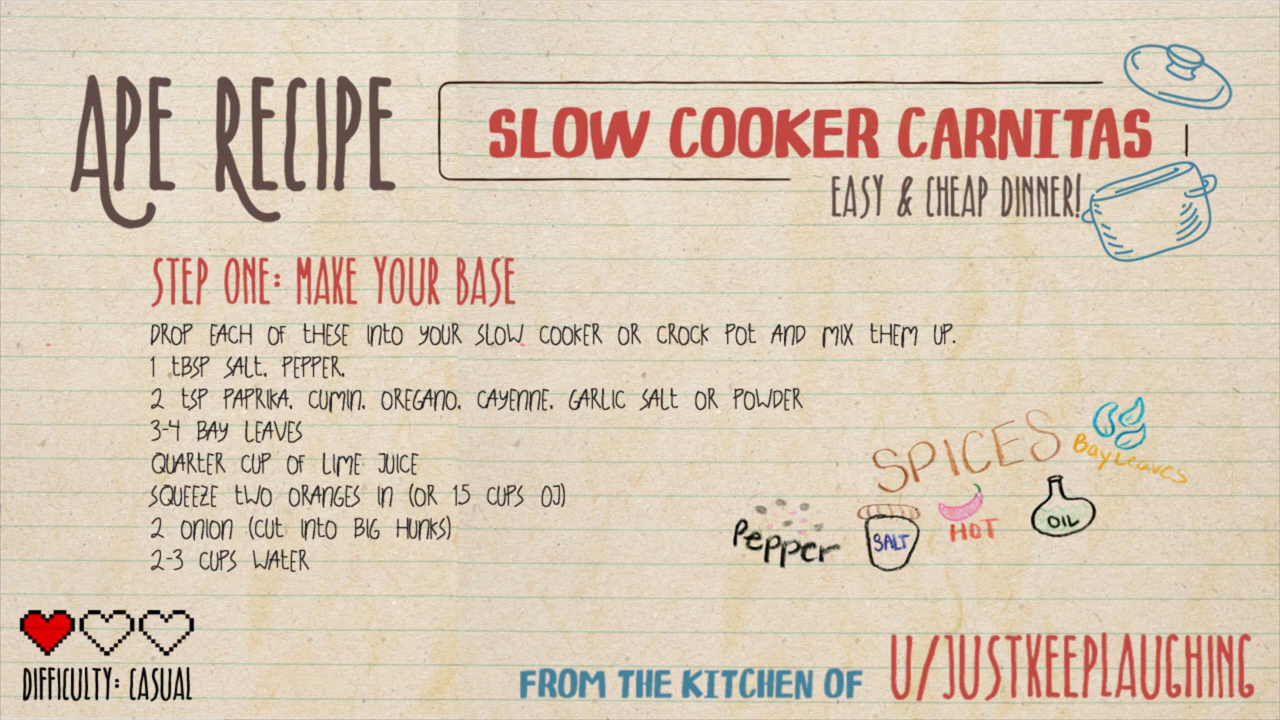 APE RECIPE
SLOW COOKER CARNITAS
EASY & CHEAP DINNER!
STEP ONE: MAKE YOUR BASE
DROP EACH OF THESE INTO YOUR SLOW COOKER OR CROCK POT AND MIX THEM UP.
1 TBSP SALT, PEPPER,
2 TSP PAPRIKA, CUMIN, OREGANO, CAYENNE, GARLIC SALT OR POWDER
3-4 BAY LEAVES
QUARTER CUP OF LIME JUICE
SQUEEZE TWO ORANGES IN (OR 1.5 CUPS OJ)
2 ONION (CUT INTO BIG HUNKS)
2-3 CUPS WATER
SPICES
Bay Leaves
Pepper
SALT
HOT
OIL
DIFFICULTY: CASUAL
FROM THE KITCHEN OF U/JUSTKEEPLAUGHING